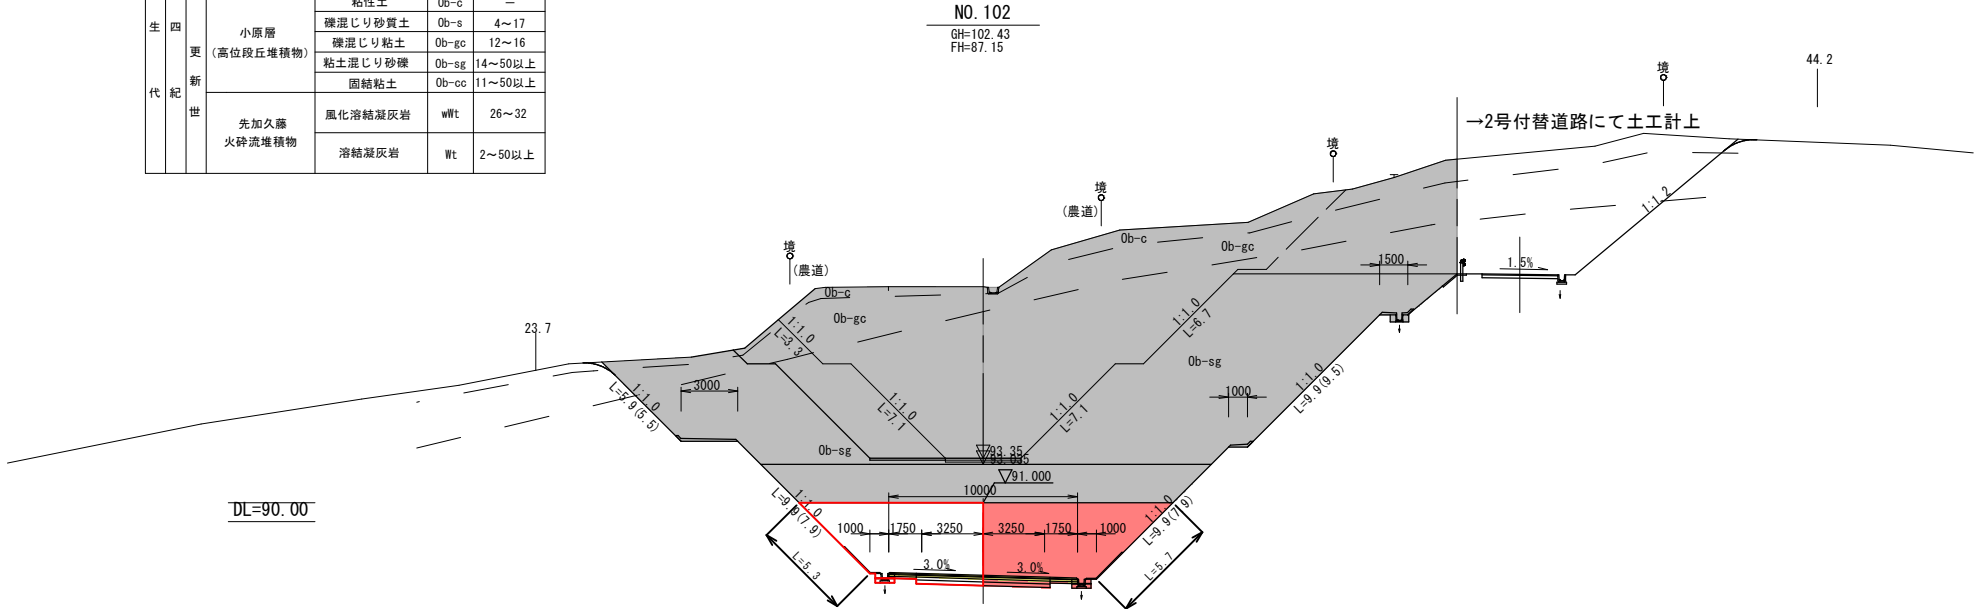 生 四 紀 代 更 新 世
小原層
(高位段丘堆積物)
粘性土 Ob-c －
礫混じり砂質土 Ob-s 4～17
礫混じり粘土 Ob-gc 12～16
粘土混じり砂礫 Ob-sg 14～50以上
固結粘土 Ob-cc 11～50以上
先加久藤
火砕流堆積物
風化溶結凝灰岩 wWt 26～32
溶結凝灰岩 Wt 2～50以上
NO.102
GH=102.43
FH=87.15
44.2
境
→2号付替道路にて土工計上
境
境
(農道)
境
(農道)
1:1.2
Ob-c
Ob-gc
1500
1.5%
Ob-c
Ob-gc
23.7
1:1.0
L=3.3
1:1.0
L=6.7
Ob-sg
1:1.0
L=5.9(5.5)
3000
1:1.0
L=7.1
1:1.0
L=7.1
1000
1:1.0
L=9.9(9.5)
Ob-sg
93.35
91.000
10000
1:1.0
L=9.9(7.9)
1:1.0
L=9.9(7.9)
DL=90.00
1000 1750 3250 3250 1750 1000
L=5.3
3.0%
3.0%
L=5.7